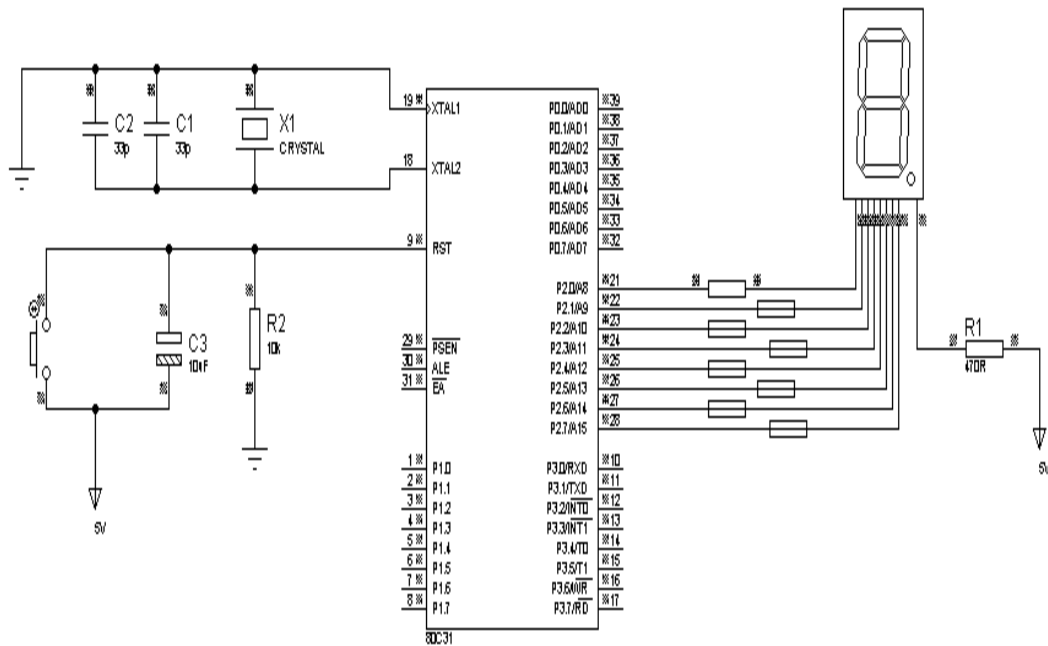 C2
33p
C1
33p
X1
CRYSTAL
19
XTAL1
18
XTAL2
9
RST
C3
10uF
R2
10k
5V
29
PSEN
30
ALE
31
EA
1
P1.0
2
P1.1
3
P1.2
4
P1.3
5
P1.4
6
P1.5
7
P1.6
8
P1.7
80C31
P0.0/AD0
39
P0.1/AD1
38
P0.2/AD2
37
P0.3/AD3
36
P0.4/AD4
35
P0.5/AD5
34
P0.6/AD6
33
P0.7/AD7
32
P2.0/A8
21
P2.1/A9
22
P2.2/A10
23
P2.3/A11
24
P2.4/A12
25
P2.5/A13
26
P2.6/A14
27
P2.7/A15
28
P3.0/RXD
10
P3.1/TXD
11
P3.2/INT0
12
P3.3/INT1
13
P3.4/T0
14
P3.5/T1
15
P3.6/WR
16
P3.7/RD
17
R1
470R
5v